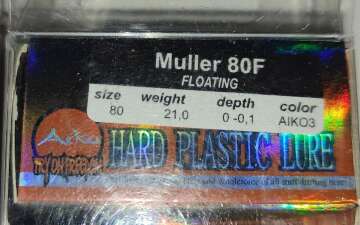 Muller 80F
FLOATING
size weight depth color
80 21,0 0 -0,1 AIKO3
Aiko
HARD PLASTIC LURE